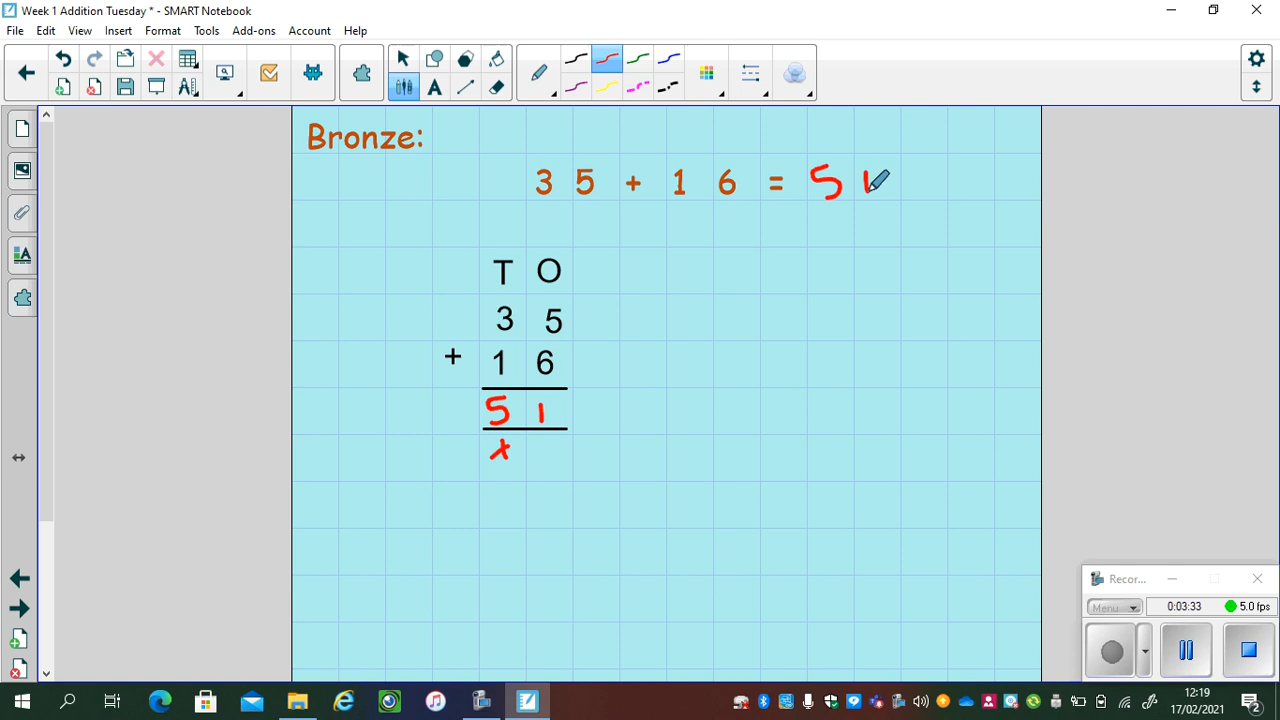 Week 1 Addition Tuesday * - SMART Notebook
File Edit View Insert Format Tools Add-ons Account Help
Bronze:
3 5 + 1 6 = 5 1
T O
3 5
+ 1 6
5 1
1
Recor...
Menu 0:03:33 5.0 fps
12:19
17/02/2021
2